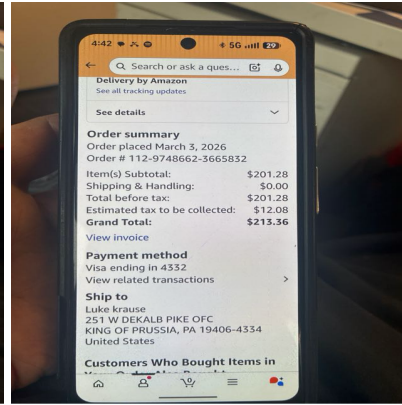 4:42
5G 29
Search or ask a ques...
Delivery by Amazon
See all tracking updates
See details
Order summary
Order placed March 3, 2026
Order # 112-9748662-3665832
Item(s) Subtotal: $201.28
Shipping & Handling: $0.00
Total before tax: $201.28
Estimated tax to be collected: $12.08
Grand Total: $213.36
View invoice
Payment method
Visa ending in 4332
View related transactions
Ship to
Luke krause
251 W DEKALB PIKE OFC
KING OF PRUSSIA, PA 19406-4334
United States
Customers Who Bought Items in